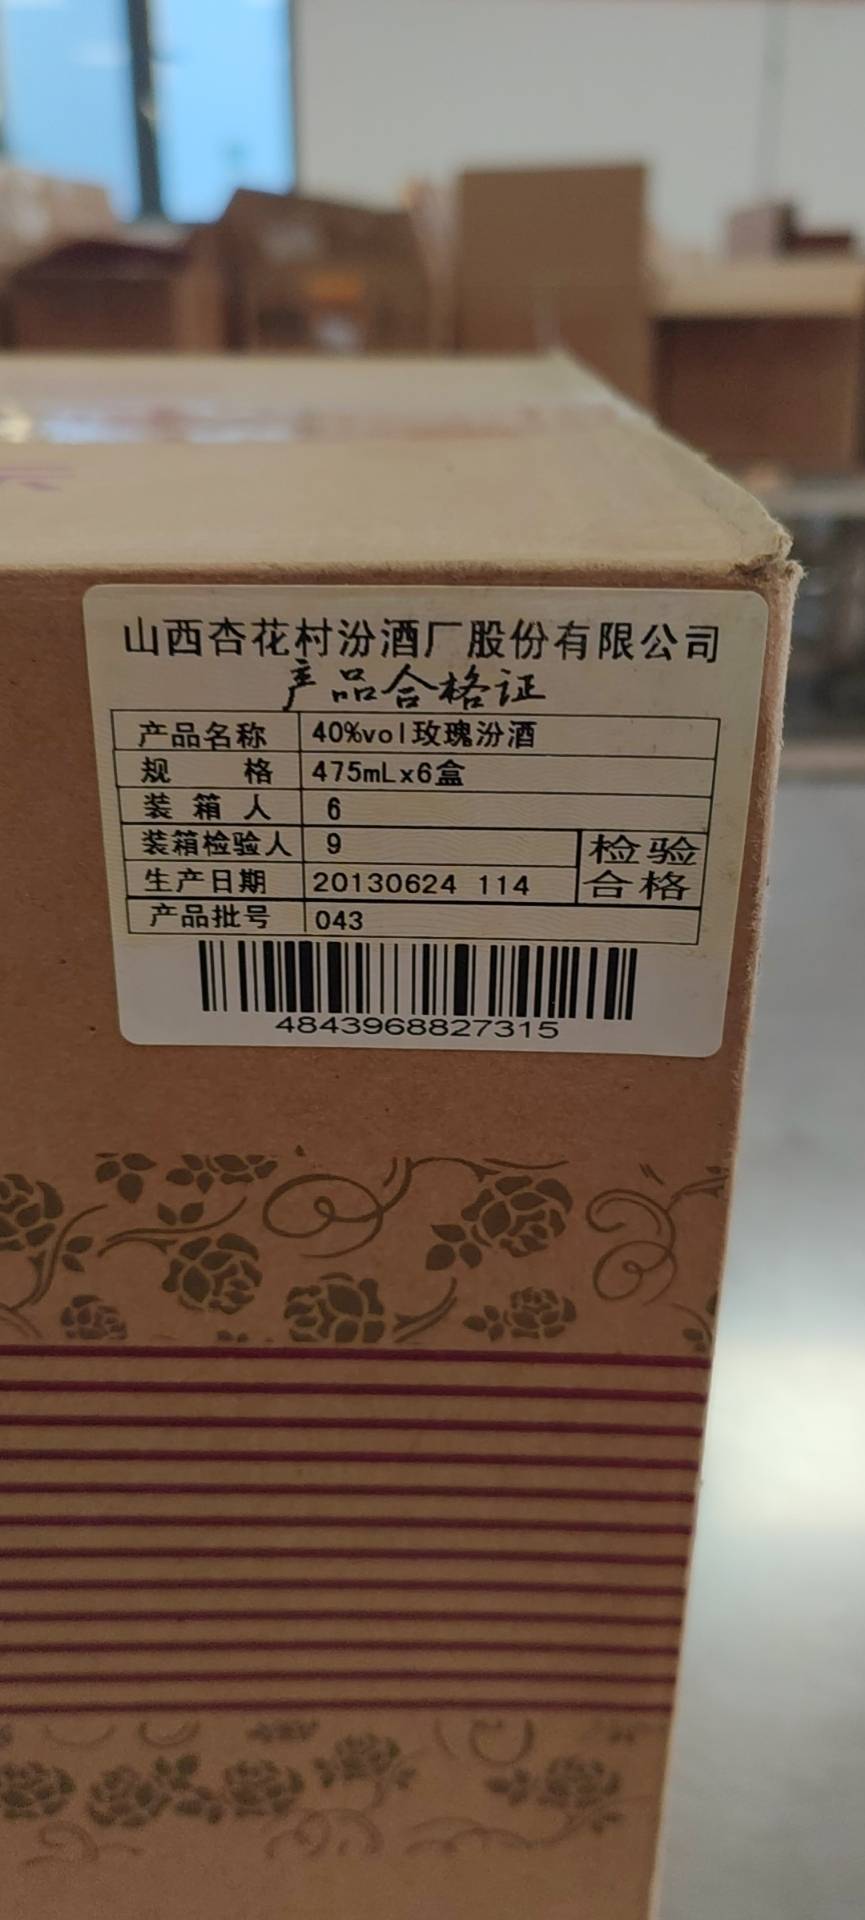 山西杏花村汾酒厂股份有限公司
产品合格证
产品名称 40%vol玫瑰汾酒
规 格 475mLx6盒
装 箱 人 6
装箱检验人 9
检验
生产日期 20130624 114
合格
产品批号 043
4843968827315